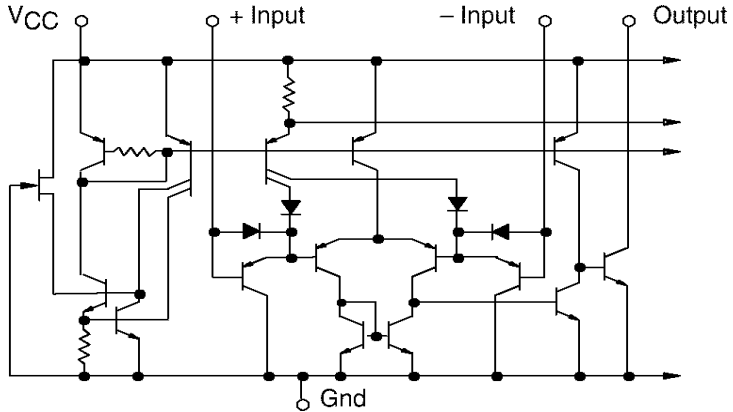 VCC
+ Input
– Input
Output
Gnd